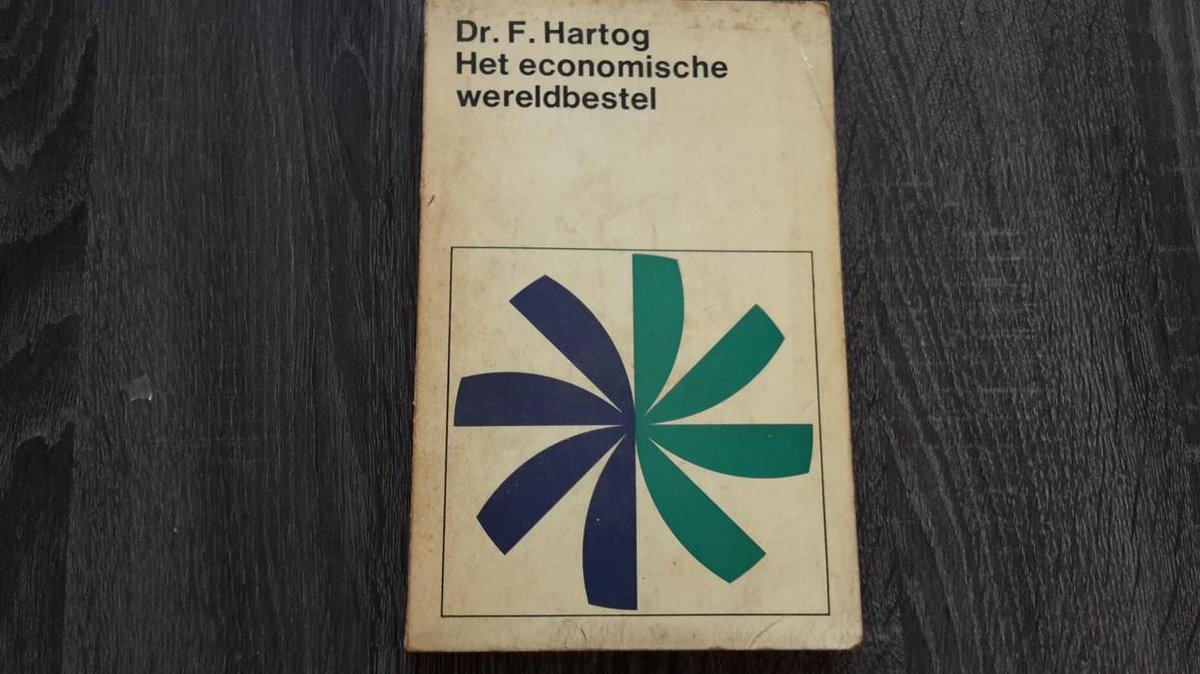 Dr. F. Hartog
Het economische
wereldbestel